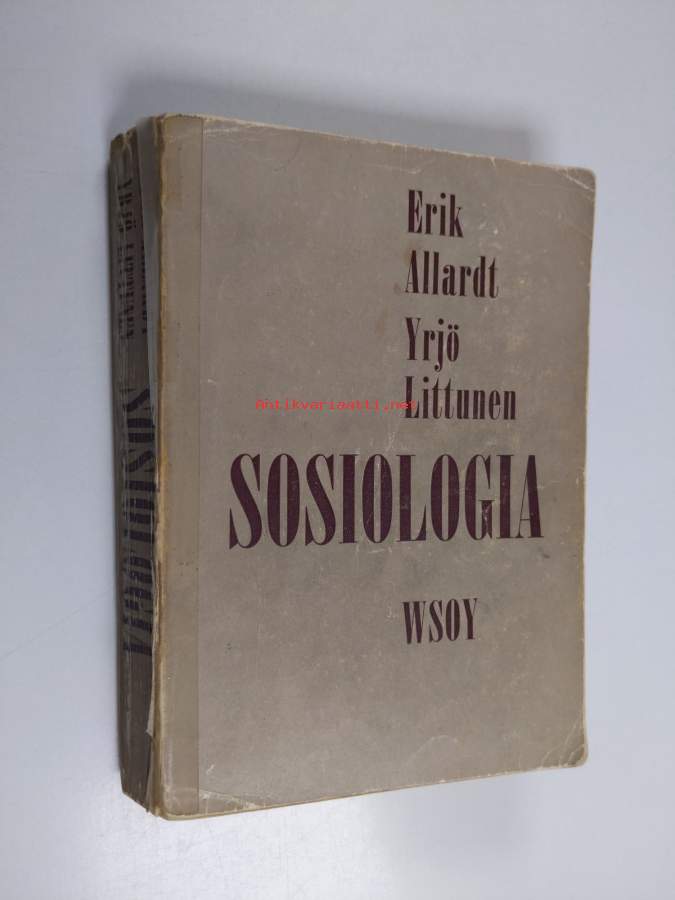 Erik
Allardt
Yrjö
Littunen
Antikvariaatti.net
SOSIOLOGIA
WSOY
SOSIOLOGIA